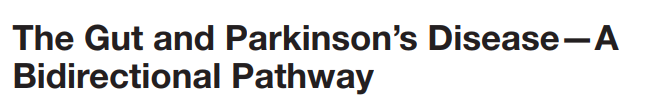 The Gut and Parkinson’s Disease—A
Bidirectional Pathway